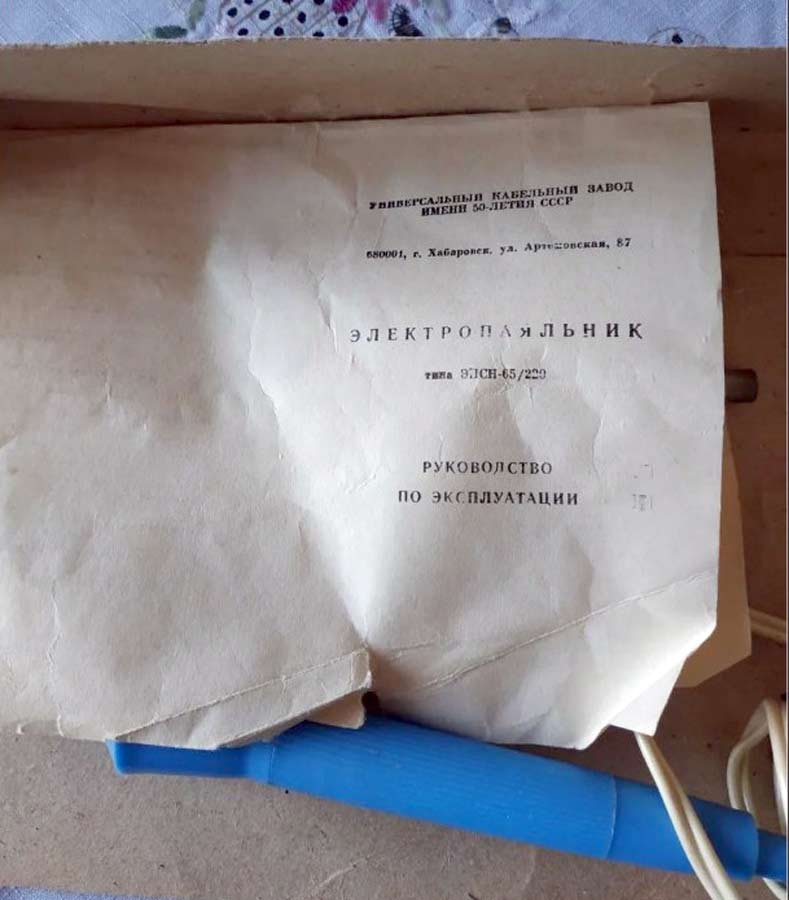 УНИВЕРСАЛЬНЫЙ КАБЕЛЬНЫЙ ЗАВОД
ИМЕНИ 50-ЛЕТИЯ СССР
680001, г. Хабаровск, ул. Артемовская, 87
ЭЛЕКТРОПАЯЛЬНИК
типа ЭПСН-65/220
РУКОВОДСТВО
ПО ЭКСПЛУАТАЦИИ